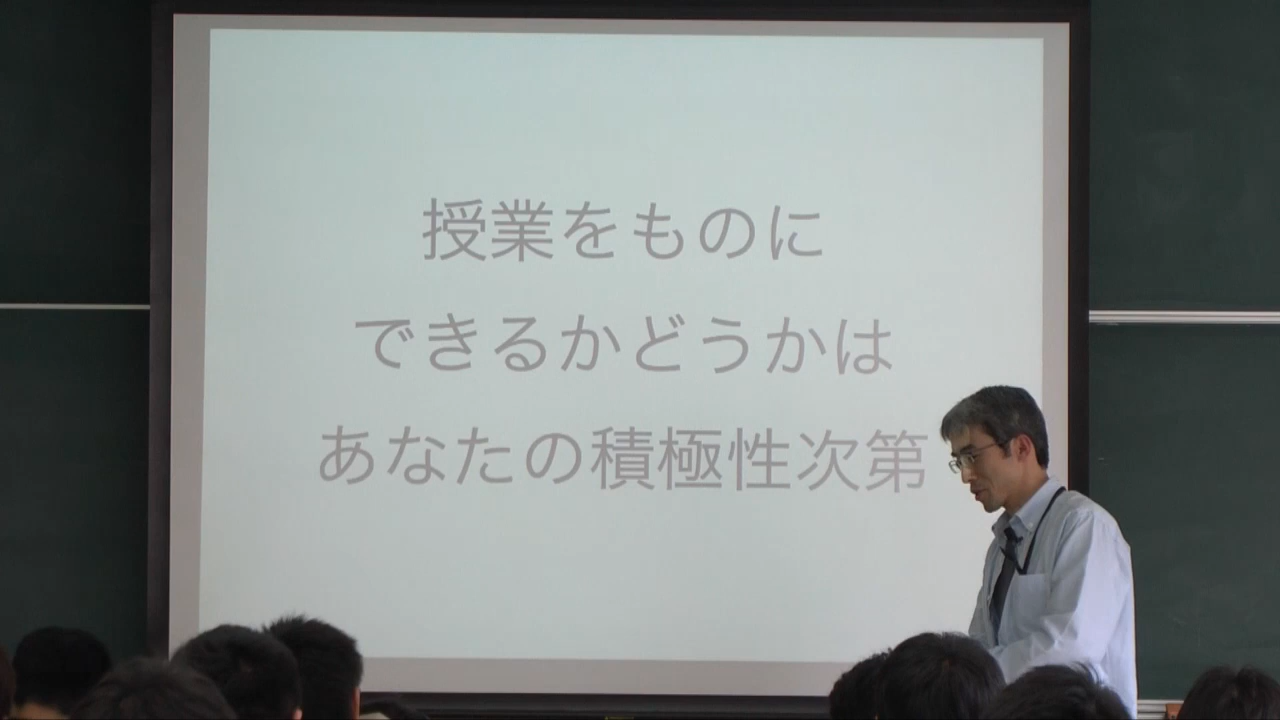 授業をものに
できるかどうかは
あなたの積極性次第